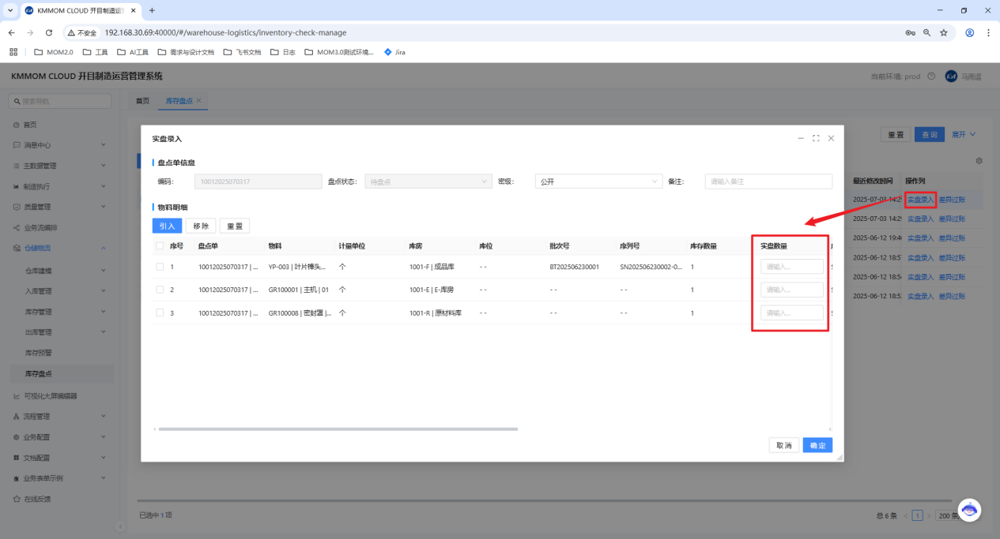 KMMOM CLOUD 开目制造运营
不安全 192.168.30.69:40000/#/warehouse-logistics/inventory-check-manage
MOM2.0 工具 AI工具 需求与设计文档 飞书文档 日志 MOM3.0测试环境... Jira
KMMOM CLOUD 开目制造运营管理系统
当前环境: prod
搜索导航
首页 库存盘点
首页
消息中心
主数据管理
制造执行
质量管理
业务流编排
仓储物流
仓库建模
入库管理
库存管理
出库管理
库存预警
库存盘点
可视化大屏编辑器
流程管理
业务配置
文档配置
业务表单示例
在线反馈
重置 查询 展开
实盘录入
盘点单信息
编码: 10012025070317 盘点状态: 待盘点 密级: 公开 备注: 请输入备注
物料明细
引入 移除 重置
序号 盘点单 物料 计量单位 库房 库位 批次号 序列号 库存数量 实盘数量
1 10012025070317 | ... YP-003 | 叶片榫头... 个 1001-F | 成品库 - - BT202506230001 SN202506230002-0... 1 请输入...
2 10012025070317 | ... GR100001 | 主机 | 01 个 1001-E | E-库房 - - - - - - 1 请输入...
3 10012025070317 | ... GR100008 | 密封罩 |... 个 1001-R | 原材料库 - - - - - - 1 请输入...
取消 确定
最近修改时间 操作列
2025-07-03 14:2 实盘录入 差异过账
2025-07-03 14:2 实盘录入 差异过账
2025-06-12 19:4 实盘录入 差异过账
2025-06-12 18:5 实盘录入 差异过账
2025-06-12 18:5 实盘录入 差异过账
2025-06-12 18:5 实盘录入 差异过账
已选中 1 项
总 6 条 1 200 条